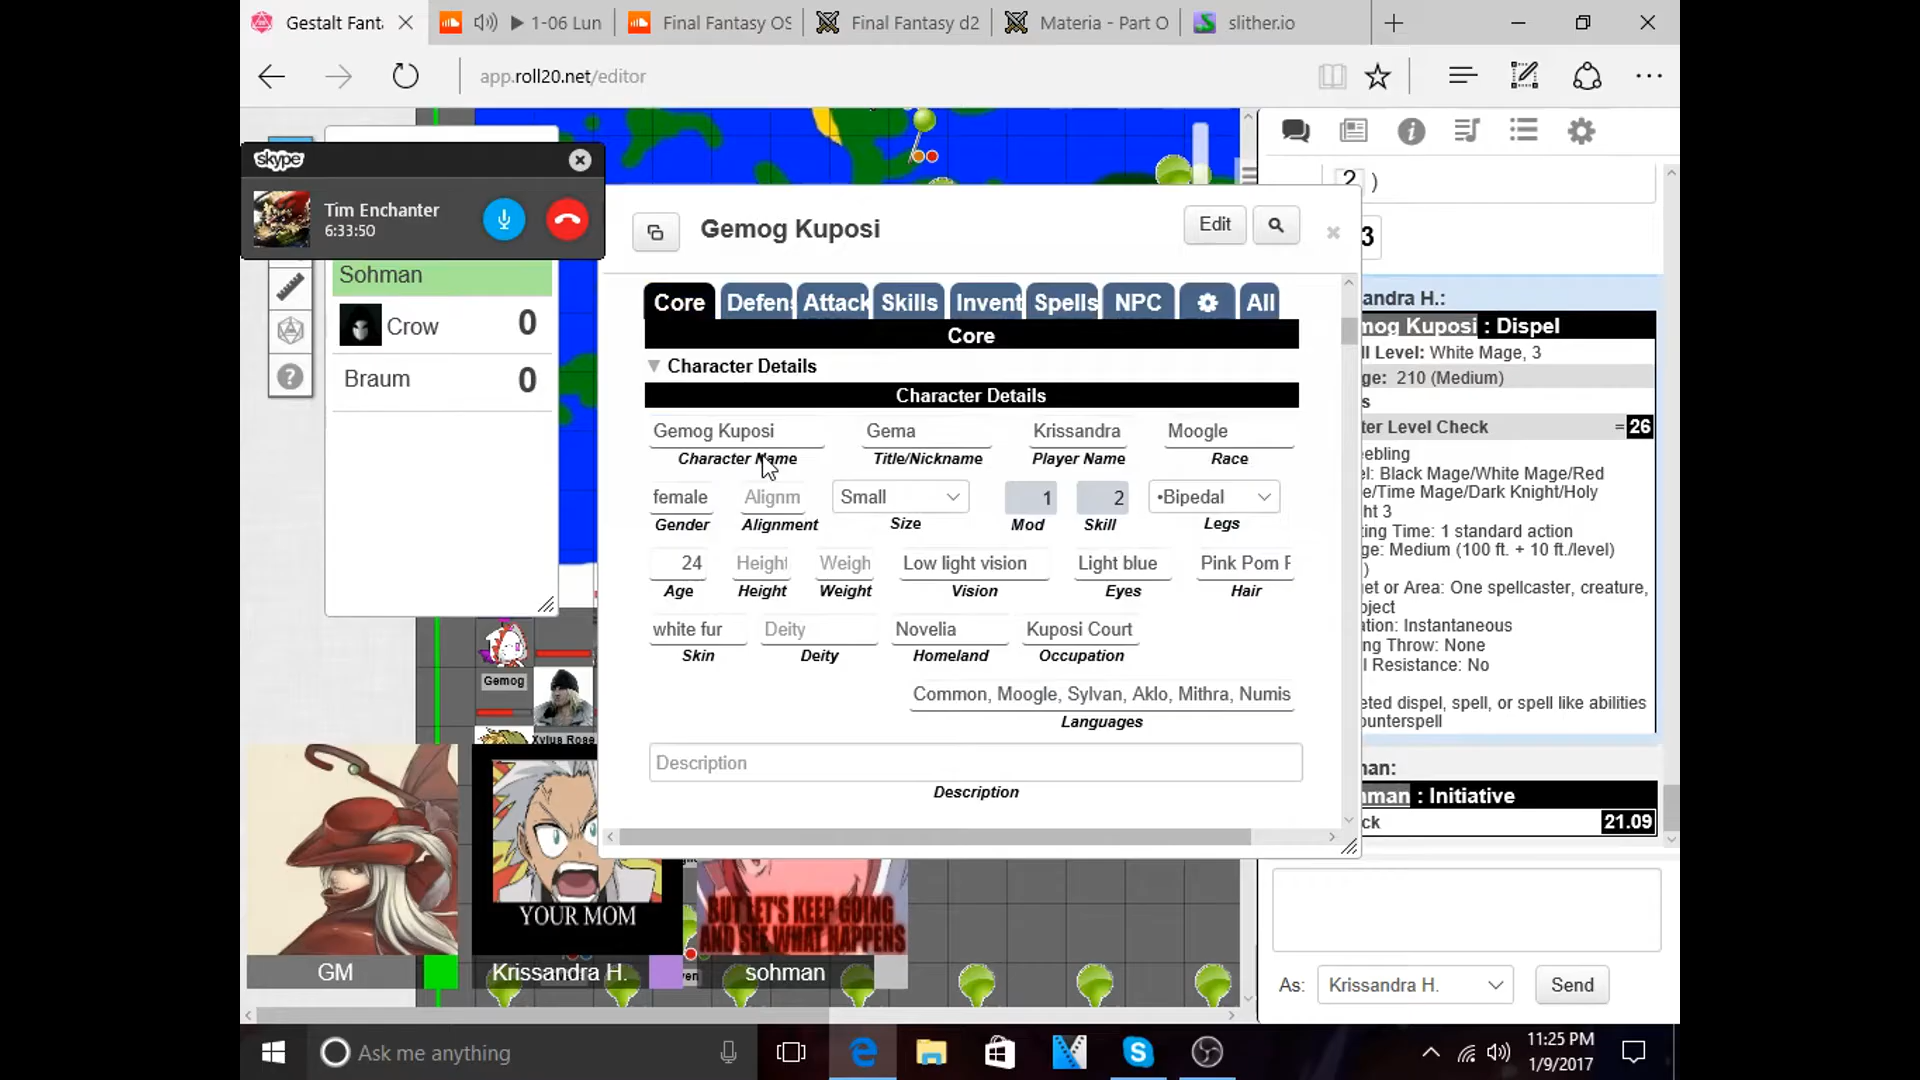 Gestalt Fant
1-06 Lun
Final Fantasy OS
Final Fantasy d2
Materia - Part O
slither.io
app.roll20.net/editor
skype
Tim Enchanter
6:33:50
Sohman
Crow 0
Braum 0
Gemog Kuposi
Edit
Core Defens Attack Skills Invent Spells NPC All
Core
Character Details
Character Details
Gemog Kuposi Gema Krissandra Moogle
Character Name Title/Nickname Player Name Race
female Alignm Small 1 2 •Bipedal
Gender Alignment Size Mod Skill Legs
24 Height Weigh Low light vision Light blue Pink Pom
Age Height Weight Vision Eyes Hair
white fur Deity Novelia Kuposi Court
Skin Deity Homeland Occupation
Common, Moogle, Sylvan, Aklo, Mithra, Numis
Languages
Description
Description
2 )
3
sandra H.:
mog Kuposi : Dispel
ll Level: White Mage, 3
ge: 210 (Medium)
s
ter Level Check = 26
eebling
el: Black Mage/White Mage/Red
e/Time Mage/Dark Knight/Holy
ht 3
ting Time: 1 standard action
ge: Medium (100 ft. + 10 ft./level)
)
get or Area: One spellcaster, creature,
oject
ation: Instantaneous
ng Throw: None
l Resistance: No
eted dispel, spell, or spell like abilities
ounterspell
man:
hman : Initiative
ck 21.09
Gemog
Xylus Rose
YOUR MOM
BUT LET'S KEEP GOING
AND SEE WHAT HAPPENS
GM
Krissandra H.
sohman
As: Krissandra H. Send
Ask me anything
11:25 PM
1/9/2017